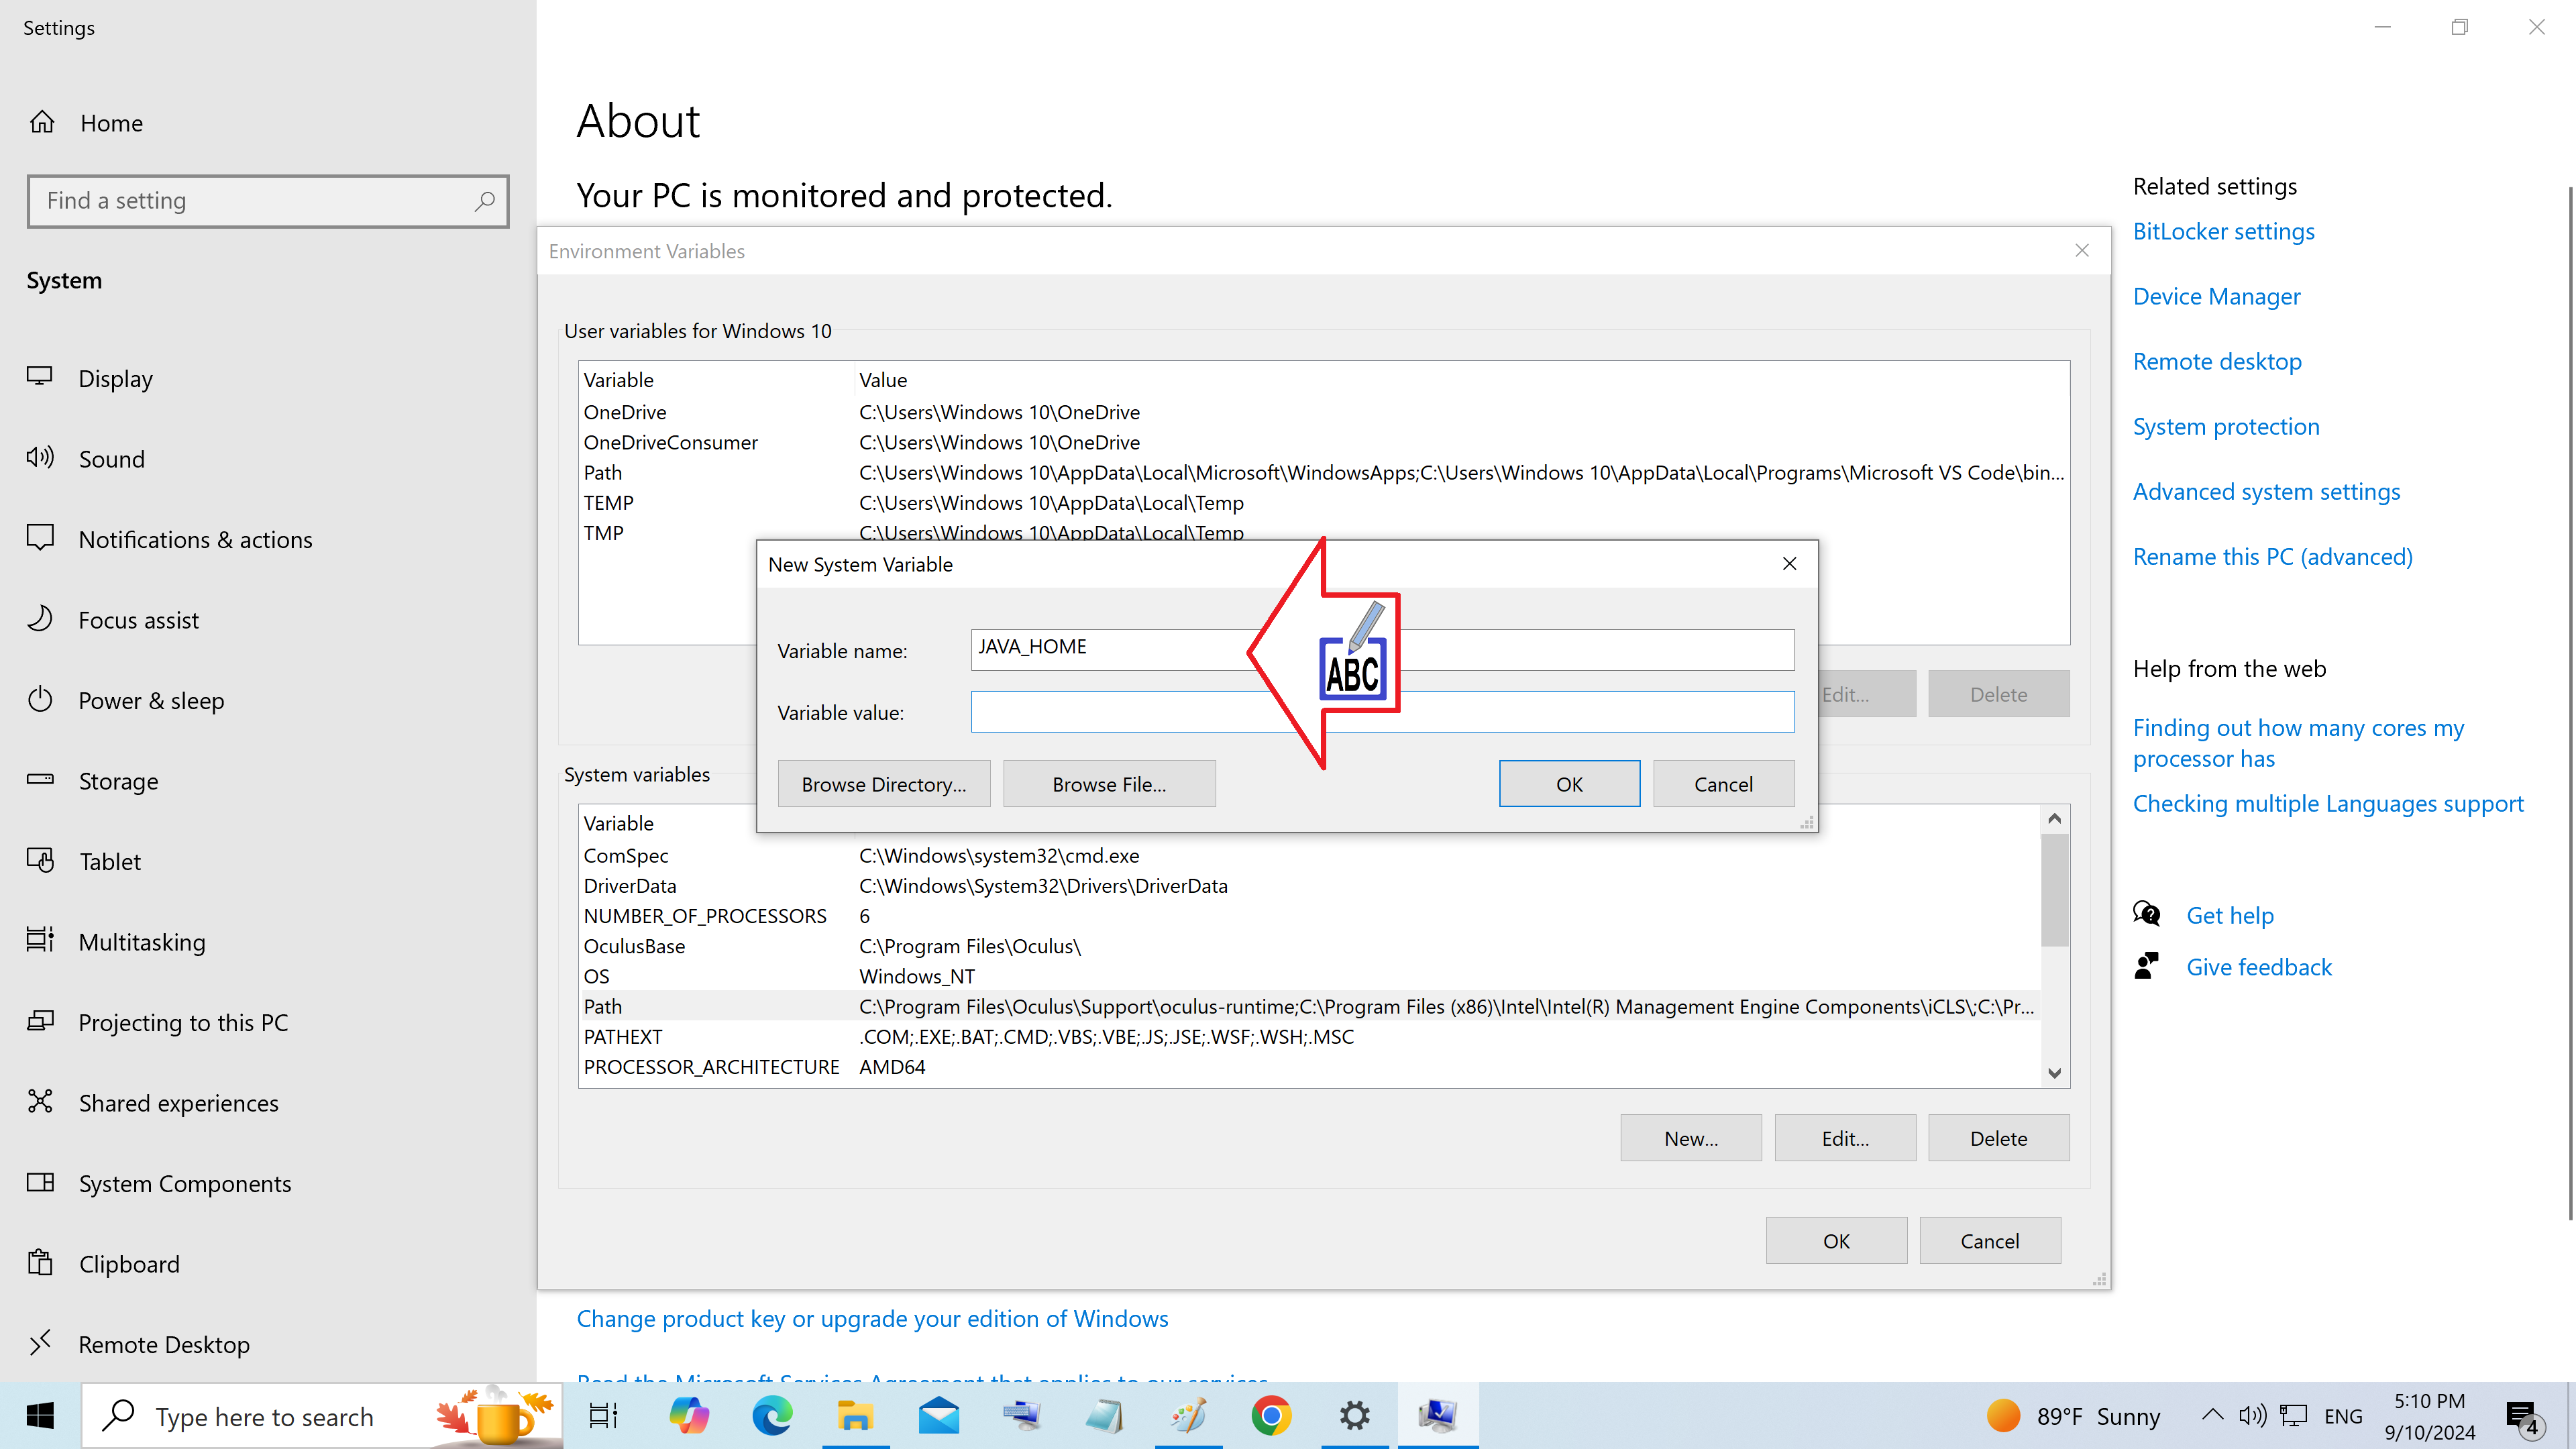 Settings
Home
Find a setting
System
Display
Sound
Notifications & actions
Focus assist
Power & sleep
Storage
Tablet
Multitasking
Projecting to this PC
Shared experiences
System Components
Clipboard
Remote Desktop
About
Your PC is monitored and protected.
Environment Variables
User variables for Windows 10
Variable Value
OneDrive C:\Users\Windows 10\OneDrive
OneDriveConsumer C:\Users\Windows 10\OneDrive
Path C:\Users\Windows 10\AppData\Local\Microsoft\WindowsApps;C:\Users\Windows 10\AppData\Local\Programs\Microsoft VS Code\bin...
TEMP C:\Users\Windows 10\AppData\Local\Temp
TMP C:\Users\Windows 10\AppData\Local\Temp
New System Variable
Variable name: JAVA_HOME
ABC
Variable value:
Browse Directory... Browse File... OK Cancel
Edit... Delete
System variables
Variable
ComSpec C:\Windows\system32\cmd.exe
DriverData C:\Windows\System32\Drivers\DriverData
NUMBER_OF_PROCESSORS 6
OculusBase C:\Program Files\Oculus\
OS Windows_NT
Path C:\Program Files\Oculus\Support\oculus-runtime;C:\Program Files (x86)\Intel\Intel(R) Management Engine Components\iCLS\;C:\Pr...
PATHEXT .COM;.EXE;.BAT;.CMD;.VBS;.VBE;.JS;.JSE;.WSF;.WSH;.MSC
PROCESSOR_ARCHITECTURE AMD64
New... Edit... Delete
OK Cancel
Change product key or upgrade your edition of Windows
Read the Microsoft Services Agreement that applies to our services
Related settings
BitLocker settings
Device Manager
Remote desktop
System protection
Advanced system settings
Rename this PC (advanced)
Help from the web
Finding out how many cores my
processor has
Checking multiple Languages support
Get help
Give feedback
Type here to search
89°F Sunny
ENG
5:10 PM
9/10/2024
4